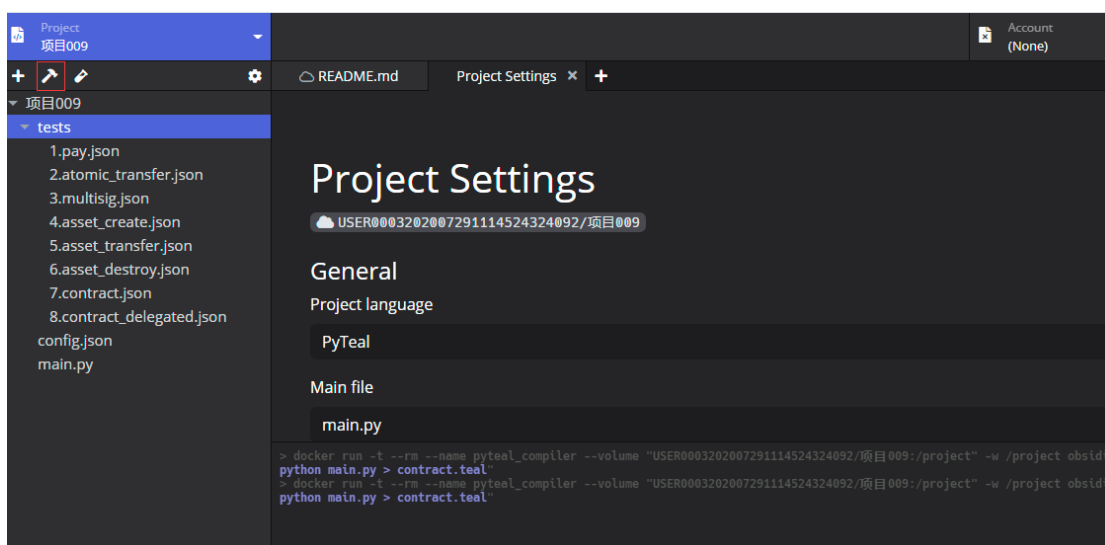 Project
项目009
Account
(None)
README.md
Project Settings
项目009
tests
1.pay.json
2.atomic_transfer.json
3.multisig.json
4.asset_create.json
5.asset_transfer.json
6.asset_destroy.json
7.contract.json
8.contract_delegated.json
config.json
main.py
Project Settings
USER0003202007291114524324092/项目009
General
Project language
PyTeal
Main file
main.py
> docker run -t --rm --name pyteal_compiler --volume "USER0003202007291114524324092/项目009:/project" -w /project obsidi
python main.py > contract.teal"
> docker run -t --rm --name pyteal_compiler --volume "USER0003202007291114524324092/项目009:/project" -w /project obsidi
python main.py > contract.teal"